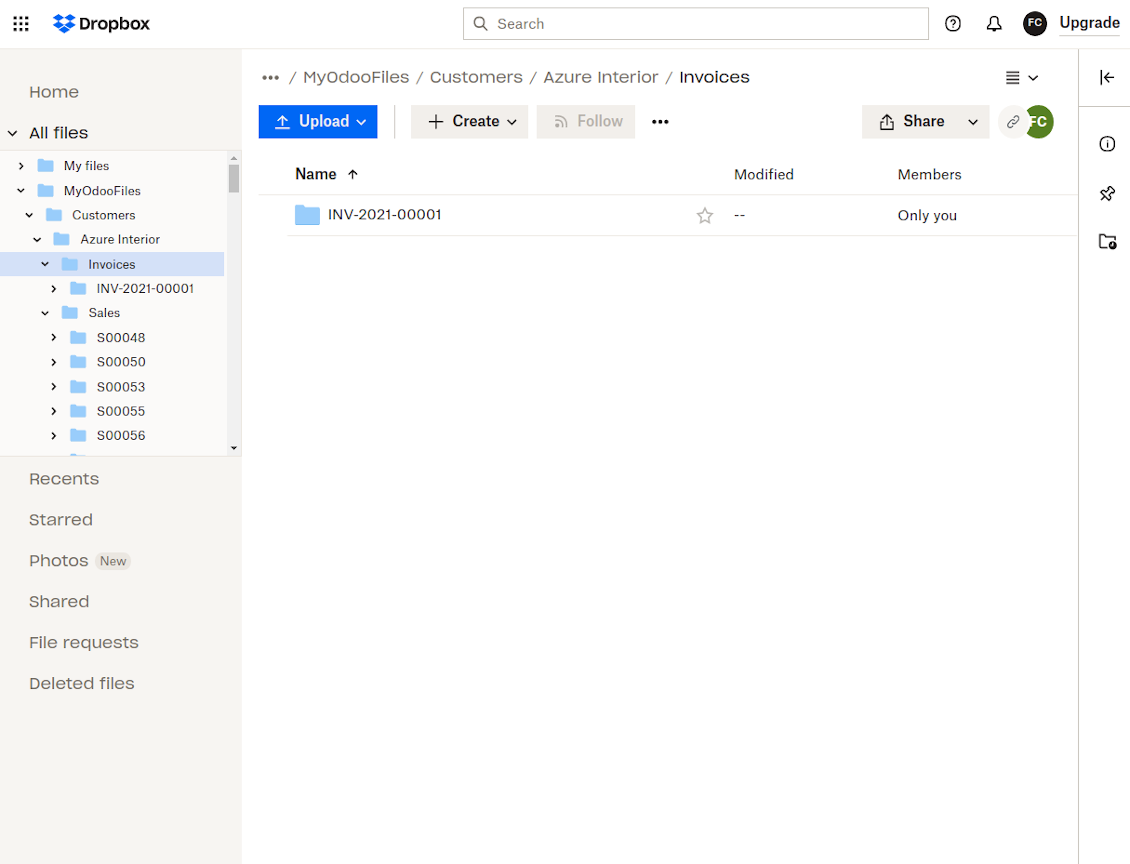 Dropbox
Search
FC
Upgrade
Home
All files
My files
MyOdooFiles
Customers
Azure Interior
Invoices
INV-2021-00001
Sales
S00048
S00050
S00053
S00055
S00056
Recents
Starred
Photos New
Shared
File requests
Deleted files
••• / MyOdooFiles / Customers / Azure Interior / Invoices
Upload
Create
Follow
•••
Share
FC
Name Modified Members
INV-2021-00001 -- Only you